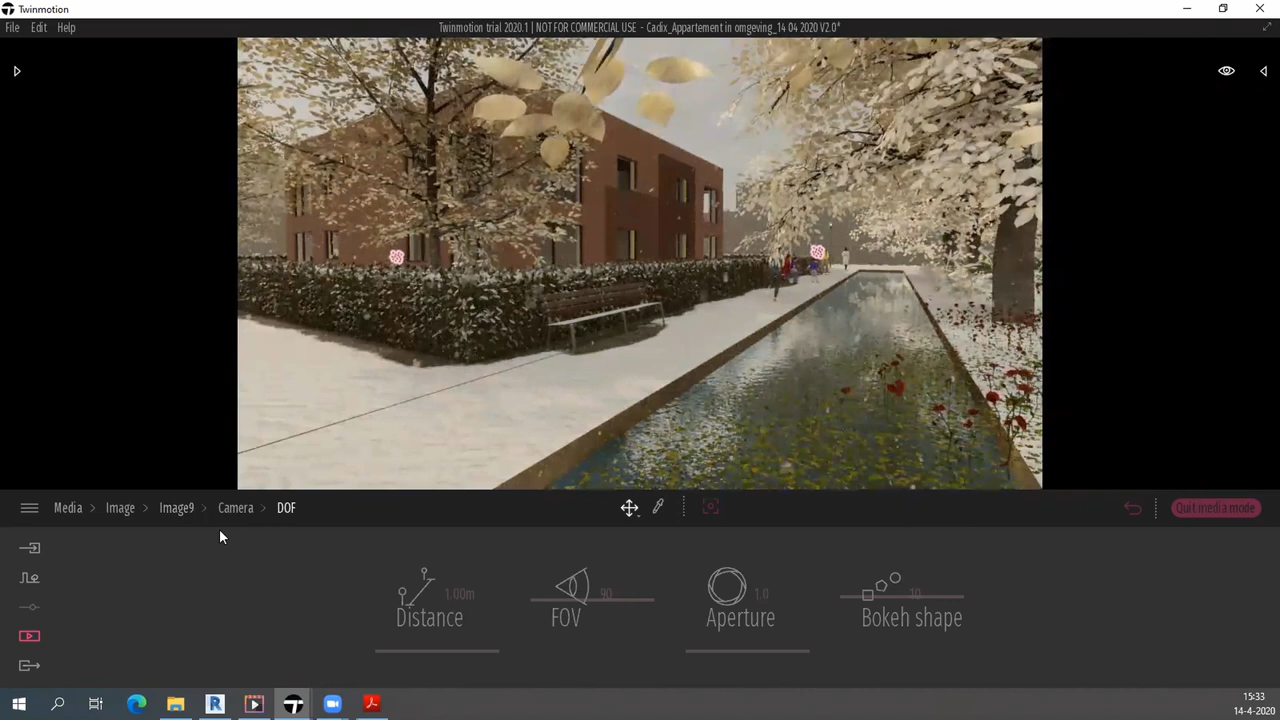 Twinmotion
File Edit Help
Twinmotion trial 2020.1 | NOT FOR COMMERCIAL USE - Cadix_Appartement in omgeving_14 04 2020 V2.0*
Media > Image > Image9 > Camera > DOF
Quit media mode
1.00m 90 1.0 10
Distance FOV Aperture Bokeh shape
15:33
14-4-2020